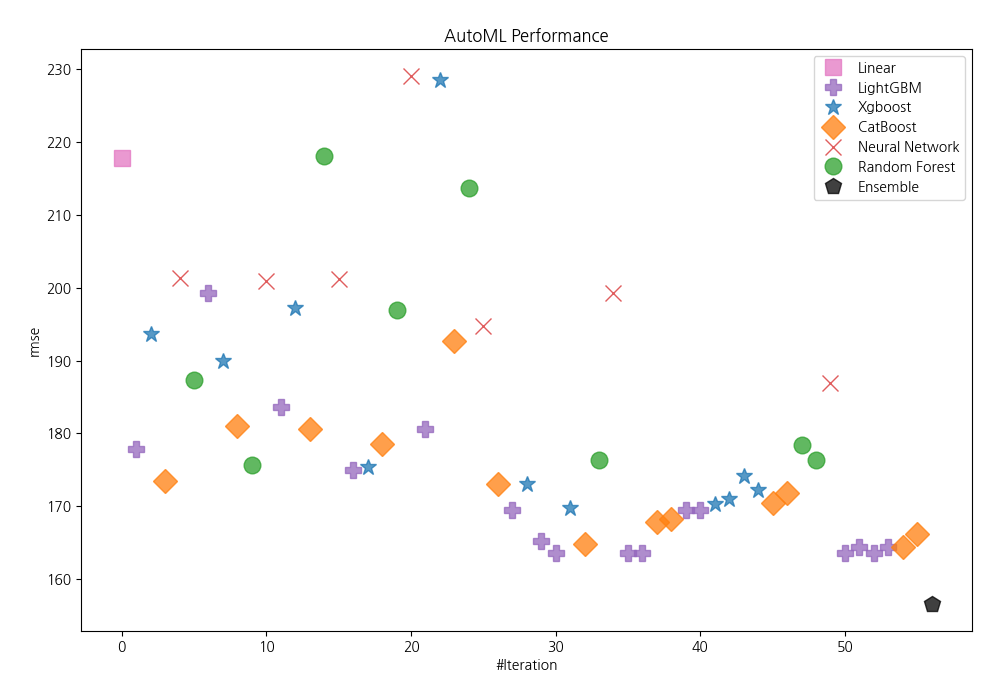 AutoML Performance
230
220
210
200
190
180
170
160
rmse
0 10 20 30 40 50
#Iteration
Linear
LightGBM
Xgboost
CatBoost
Neural Network
Random Forest
Ensemble